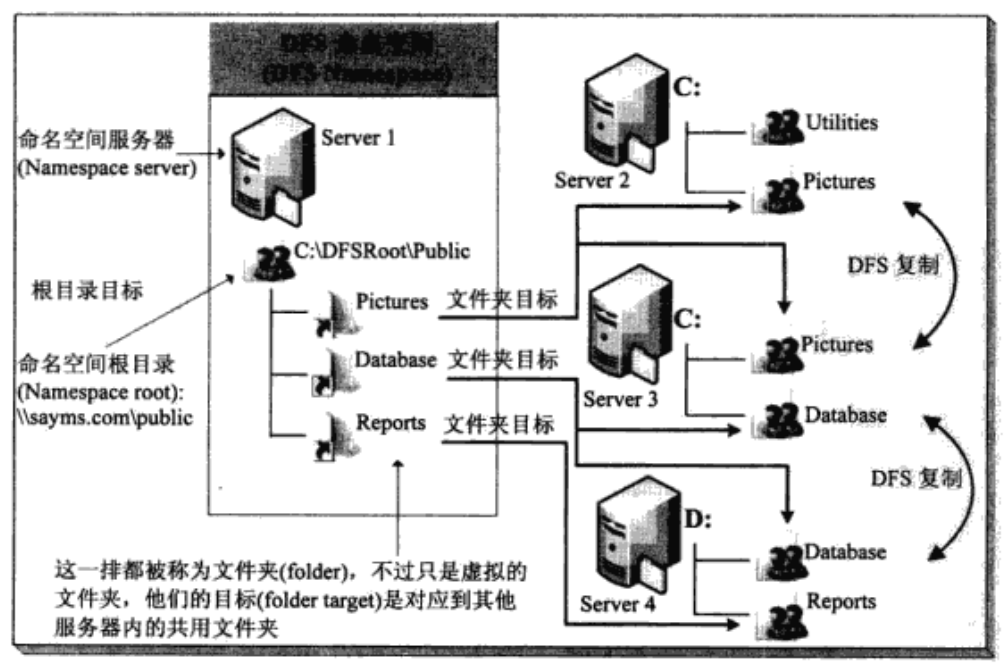 (DFS Namespace)
命名空间服务器
(Namespace server)
Server 1
C:\DFSRoot\Public
根目录目标
命名空间根目录
(Namespace root):
\\sayms.com\public
Pictures
文件夹目标
Database
文件夹目标
Reports
文件夹目标
C:
Server 2
Utilities
Pictures
DFS 复制
C:
Server 3
Pictures
Database
DFS 复制
D:
Server 4
Database
Reports
这一排都被称为文件夹(folder)，不过只是虚拟的
文件夹，他们的目标(folder target)是对应到其他
服务器内的共用文件夹